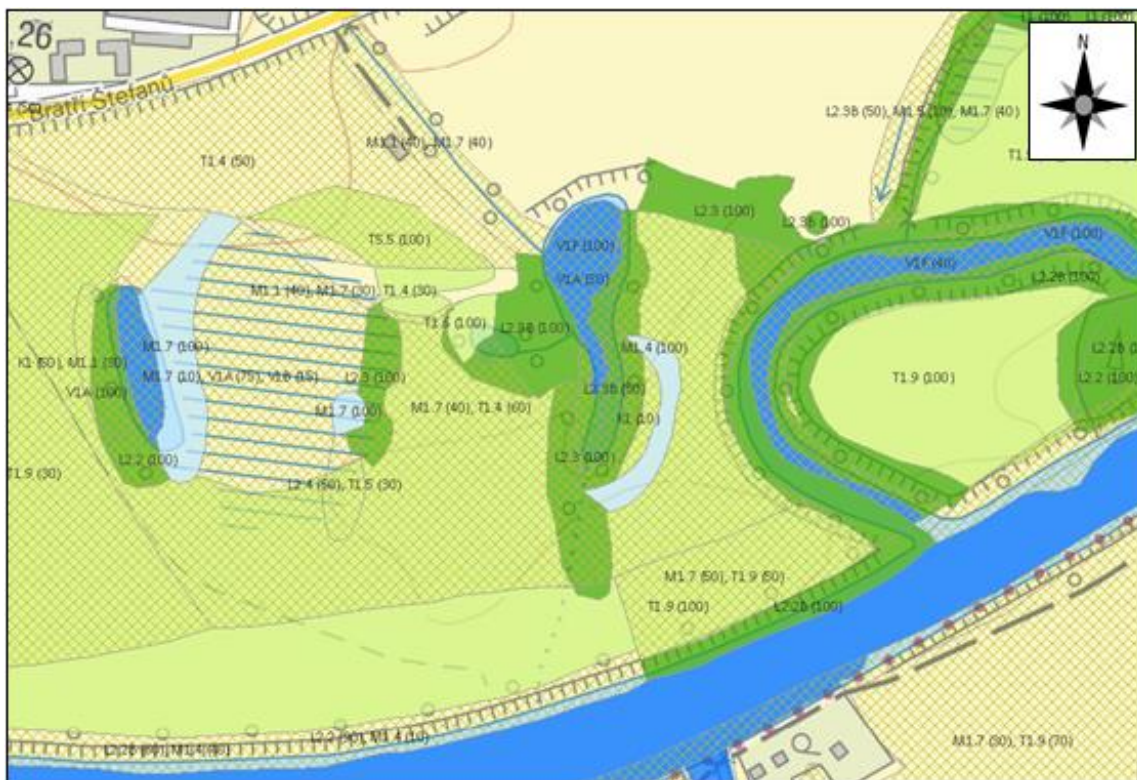 26
Bratří Štefanů
N
L2.3B (50), M1.5 (10), M1.7 (40)
M1.1 (40), M1.7 (40)
T1.4 (50)
L2.3 (100)
L2.3B (100)
V1F (100)
T5.5 (100)
V1F (100)
V1F (40)
V1A (50)
L2.2B (100)
M1.1 (40), M1.7 (30), T1.4 (30)
T1.5 (100)
L2.3B (100)
M1.7 (100)
M1.4 (100)
K1 (50), M1.1 (30)
M1.7 (10), V1A (75), V1B (15)
L2.3 (100)
T1.9 (100)
L2.2 (100)
V1A (100)
L2.3B (90)
M1.7 (100)
M1.7 (40), T1.4 (60)
K1 (10)
L2.2 (100)
L2.3 (100)
T1.9 (30)
L2.4 (50), T1.5 (30)
M1.7 (50), T1.9 (50)
T1.9 (100)
L2.2B (100)
L2.2 (90), M1.4 (10)
M1.7 (30), T1.9 (70)